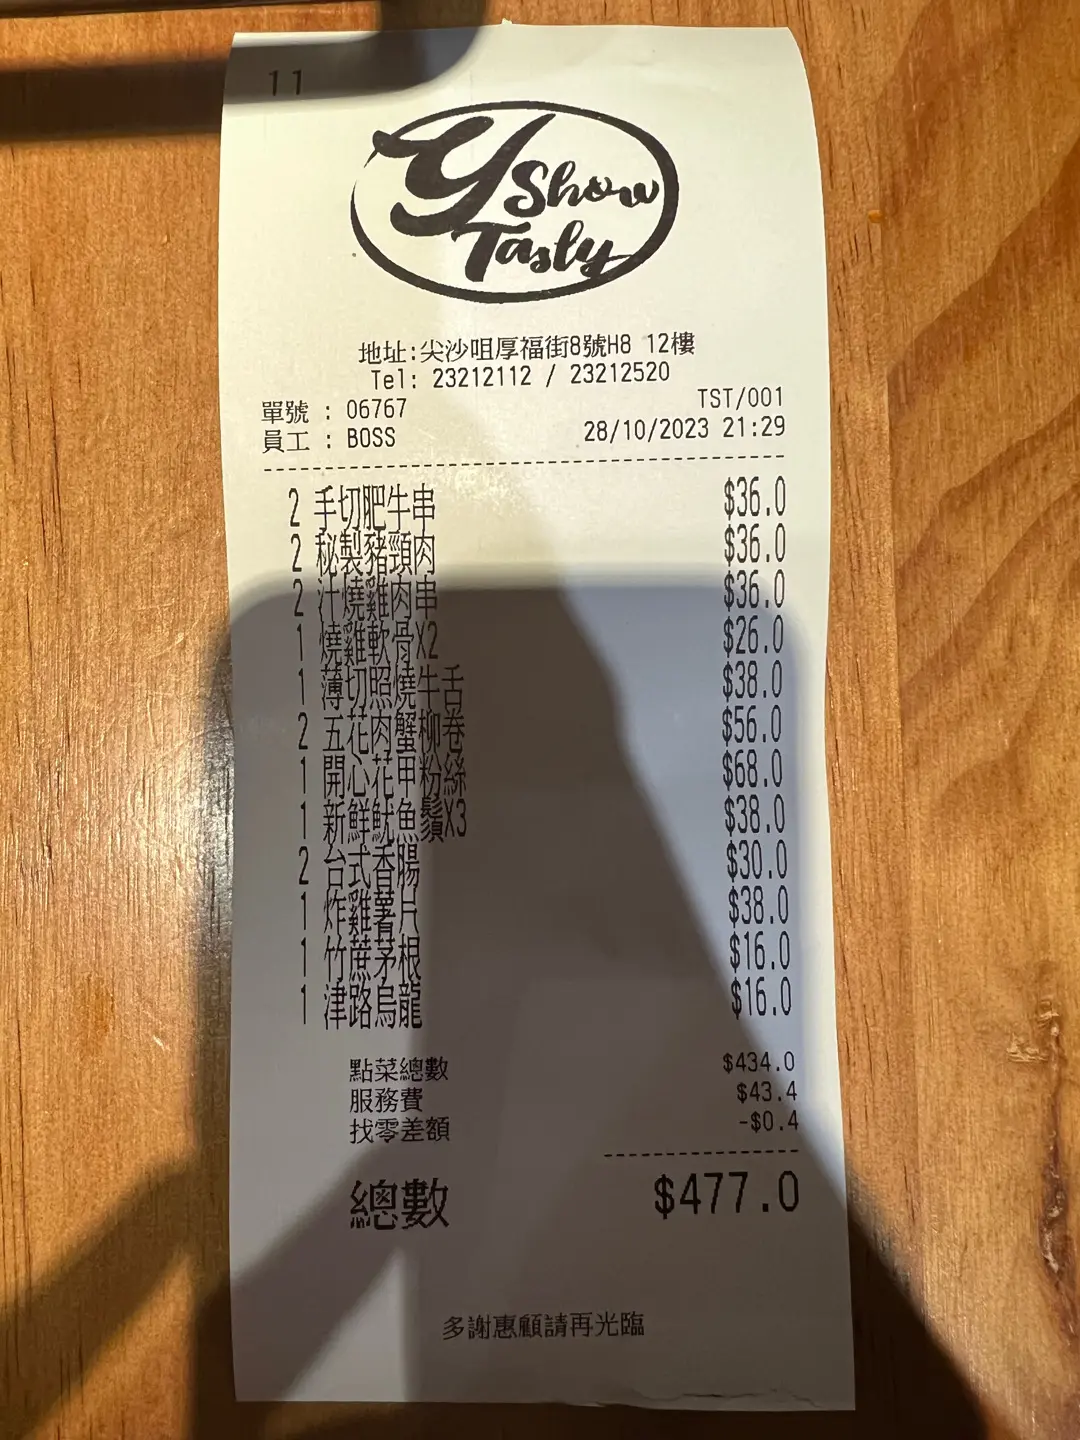 11
Y Show
Tasty
地址:尖沙咀厚福街8號H8 12樓
Tel: 23212112 / 23212520
TST/001
單號 : 06767
員工 : BOSS 28/10/2023 21:29
2 手切肥牛串 $36.0
2 秘製豬頸肉 $36.0
2 汁燒雞肉串 $36.0
1 燒雞軟骨X2 $26.0
1 薄切照燒牛舌 $38.0
2 五花肉蟹柳卷 $56.0
1 開心花甲粉絲 $68.0
1 新鮮魷魚鬚X3 $38.0
2 台式香腸 $30.0
1 炸雞薯片 $38.0
1 竹蔗茅根 $16.0
1 津路烏龍 $16.0
點菜總數 $434.0
服務費 $43.4
找零差額 -$0.4
總數 $477.0
多謝惠顧請再光臨